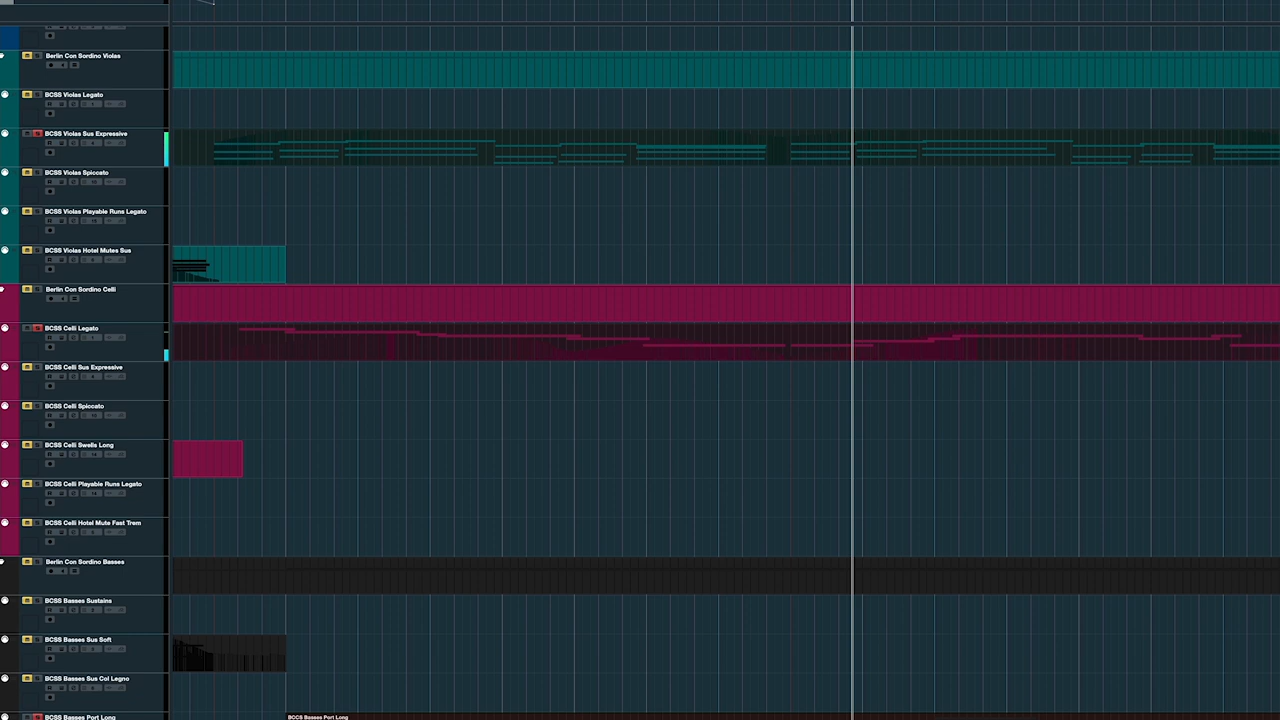 Berlin Con Sordino Violas
BCSS Violas Legato
BCSS Violas Sus Expressive
BCSS Violas Spiccato
BCSS Violas Playable Runs Legato
BCSS Violas Hotel Mutes Sus
Berlin Con Sordino Celli
BCSS Celli Legato
BCSS Celli Sus Expressive
BCSS Celli Spiccato
BCSS Celli Swells Long
BCSS Celli Playable Runs Legato
BCSS Celli Hotel Mute Fast Trem
Berlin Con Sordino Basses
BCSS Basses Sustains
BCSS Basses Sus Soft
BCSS Basses Sus Col Legno
BCSS Basses Port Long
BCCS Basses Port Long